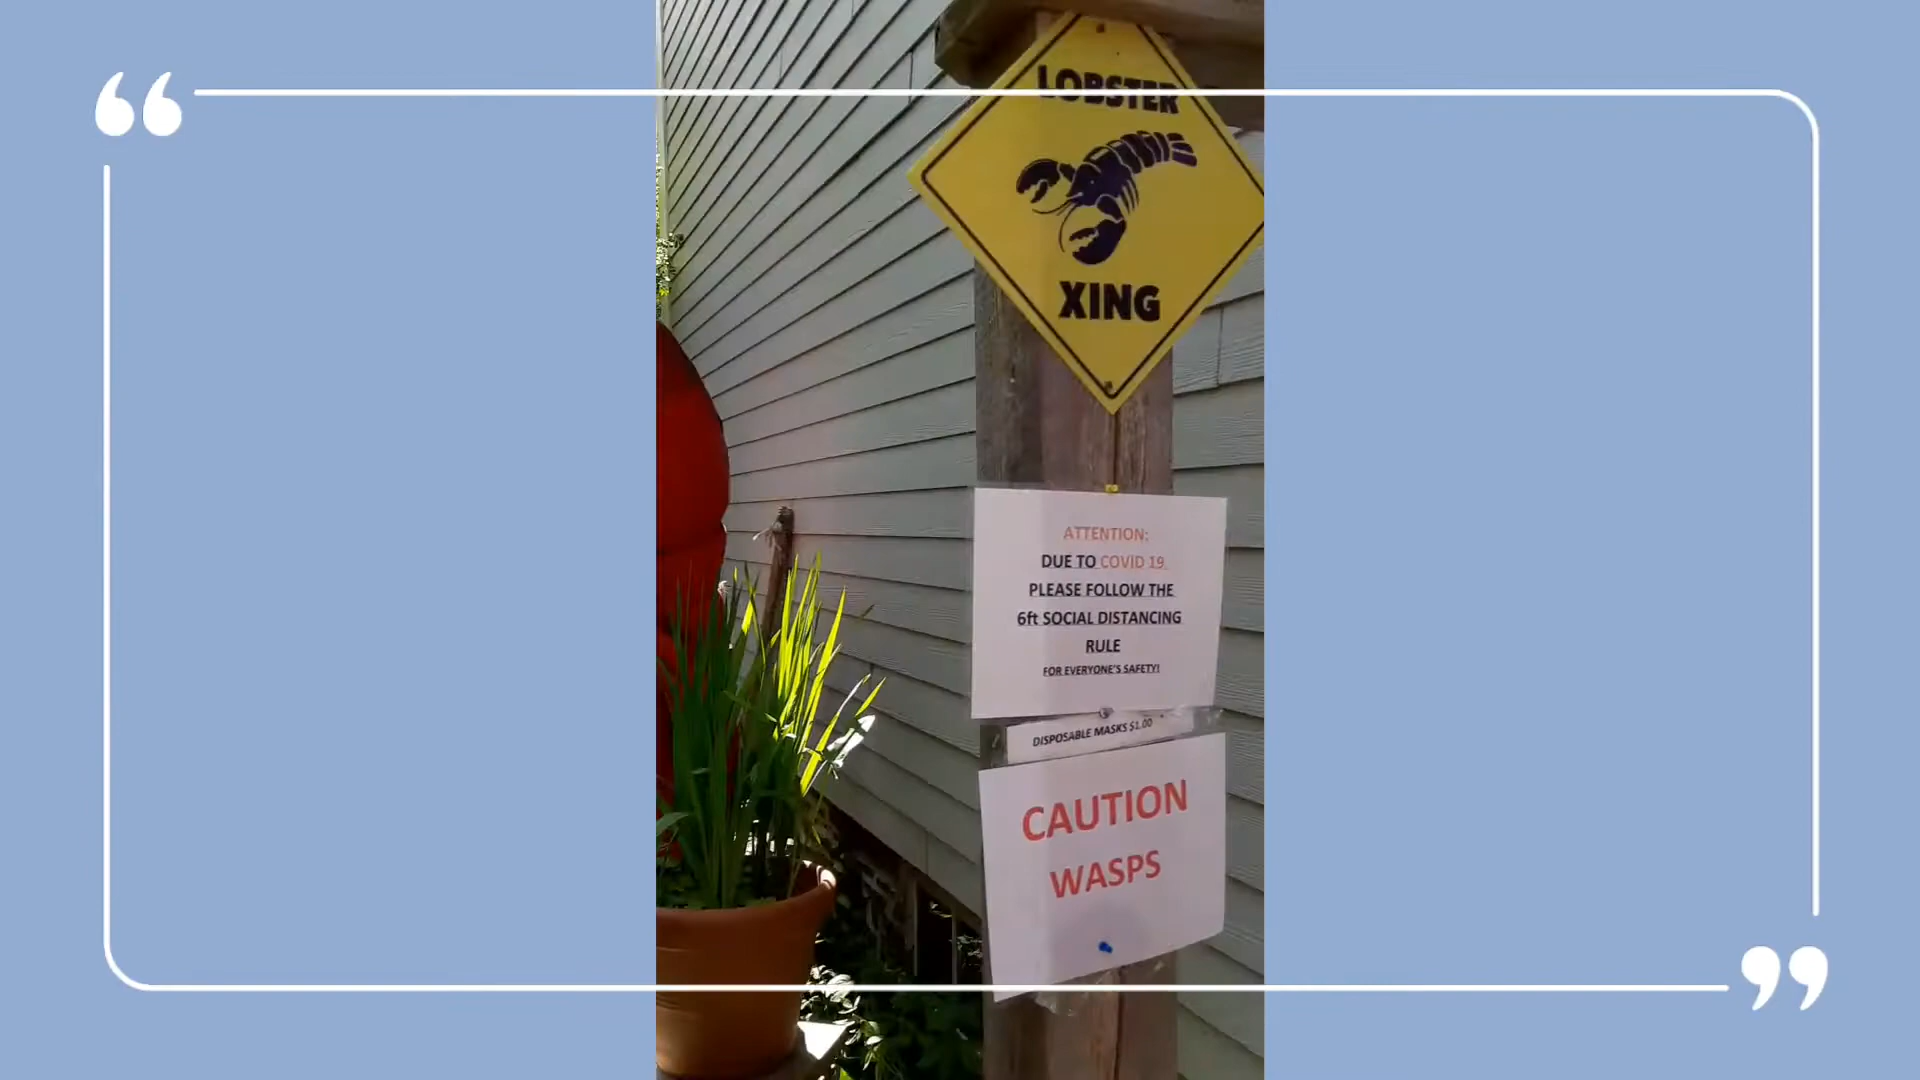 LOBSTER
XING
ATTENTION:
DUE TO COVID 19,
PLEASE FOLLOW THE
6ft SOCIAL DISTANCING
RULE
FOR EVERYONE'S SAFETY!
DISPOSABLE MASKS $1.00
CAUTION
WASPS